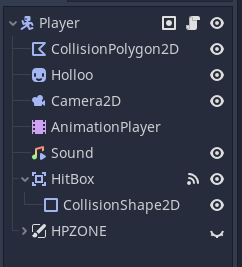 Player
CollisionPolygon2D
Holloo
Camera2D
AnimationPlayer
Sound
HitBox
CollisionShape2D
HPZONE